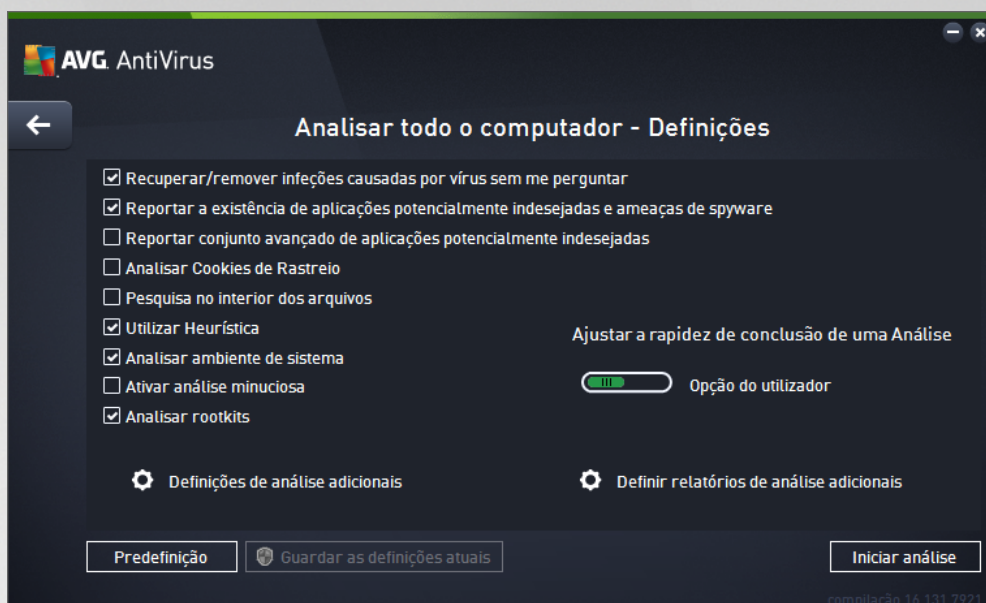 AVG. AntiVirus
Analisar todo o computador - Definições
Recuperar/remover infeções causadas por vírus sem me perguntar
Reportar a existência de aplicações potencialmente indesejadas e ameaças de spyware
Reportar conjunto avançado de aplicações potencialmente indesejadas
Analisar Cookies de Rastreio
Pesquisa no interior dos arquivos
Utilizar Heurística
Analisar ambiente de sistema
Ativar análise minuciosa
Analisar rootkits
Ajustar a rapidez de conclusão de uma Análise
Opção do utilizador
Definições de análise adicionais
Definir relatórios de análise adicionais
Predefinição
Guardar as definições atuais
Iniciar análise
compilação 16.131.7921